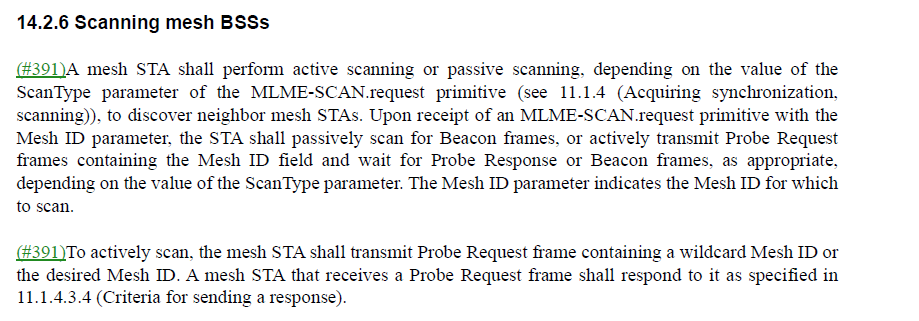 14.2.6 Scanning mesh BSSs
(#391)A mesh STA shall perform active scanning or passive scanning, depending on the value of the
ScanType parameter of the MLME-SCAN.request primitive (see 11.1.4 (Acquiring synchronization,
scanning)), to discover neighbor mesh STAs. Upon receipt of an MLME-SCAN.request primitive with the
Mesh ID parameter, the STA shall passively scan for Beacon frames, or actively transmit Probe Request
frames containing the Mesh ID field and wait for Probe Response or Beacon frames, as appropriate,
depending on the value of the ScanType parameter. The Mesh ID parameter indicates the Mesh ID for which
to scan.
(#391)To actively scan, the mesh STA shall transmit Probe Request frame containing a wildcard Mesh ID or
the desired Mesh ID. A mesh STA that receives a Probe Request frame shall respond to it as specified in
11.1.4.3.4 (Criteria for sending a response).